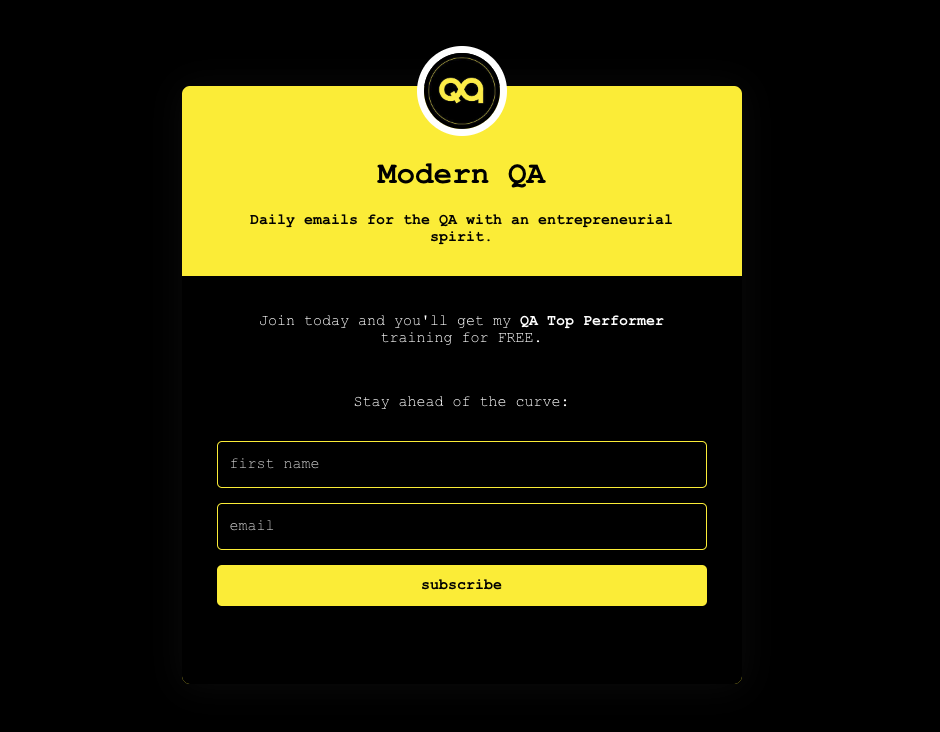 QA
Modern QA
Daily emails for the QA with an entrepreneurial
spirit.
Join today and you'll get my QA Top Performer
training for FREE.
Stay ahead of the curve:
first name
email
subscribe